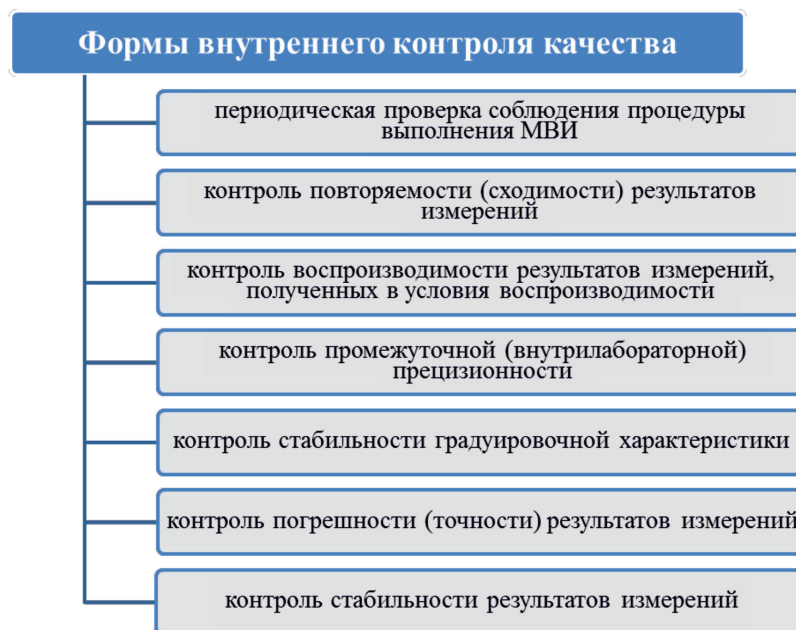 Формы внутреннего контроля качества
периодическая проверка соблюдения процедуры
выполнения МВИ
контроль повторяемости (сходимости) результатов
измерений
контроль воспроизводимости результатов измерений,
полученных в условия воспроизводимости
контроль промежуточной (внутрилабораторной)
прецизионности
контроль стабильности градуировочной характеристики
контроль погрешности (точности) результатов измерений
контроль стабильности результатов измерений